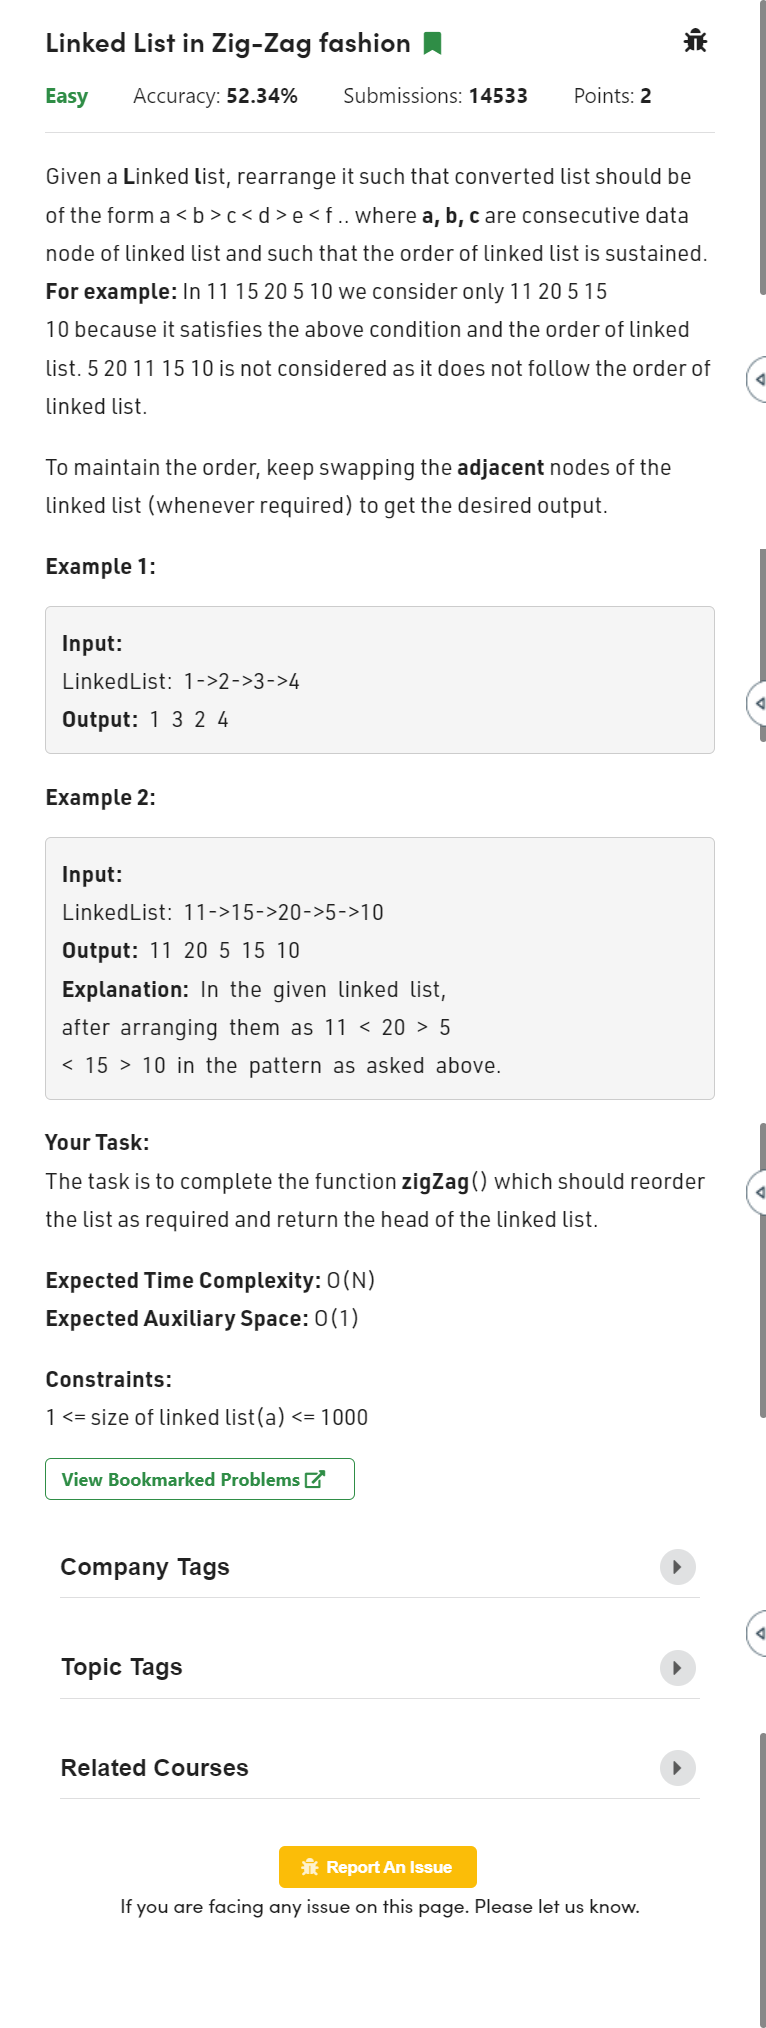 Linked List in Zig-Zag fashion
Easy Accuracy: 52.34% Submissions: 14533 Points: 2
Given a Linked list, rearrange it such that converted list should be
of the form a < b > c < d > e < f .. where a, b, c are consecutive data
node of linked list and such that the order of linked list is sustained.
For example: In 11 15 20 5 10 we consider only 11 20 5 15
10 because it satisfies the above condition and the order of linked
list. 5 20 11 15 10 is not considered as it does not follow the order of
linked list.
To maintain the order, keep swapping the adjacent nodes of the
linked list (whenever required) to get the desired output.
Example 1:
Input:
LinkedList: 1->2->3->4
Output: 1 3 2 4
Example 2:
Input:
LinkedList: 11->15->20->5->10
Output: 11 20 5 15 10
Explanation: In the given linked list,
after arranging them as 11 < 20 > 5
< 15 > 10 in the pattern as asked above.
Your Task:
The task is to complete the function zigZag() which should reorder
the list as required and return the head of the linked list.
Expected Time Complexity: O(N)
Expected Auxiliary Space: O(1)
Constraints:
1 <= size of linked list(a) <= 1000
View Bookmarked Problems
Company Tags
Topic Tags
Related Courses
Report An Issue
If you are facing any issue on this page. Please let us know.